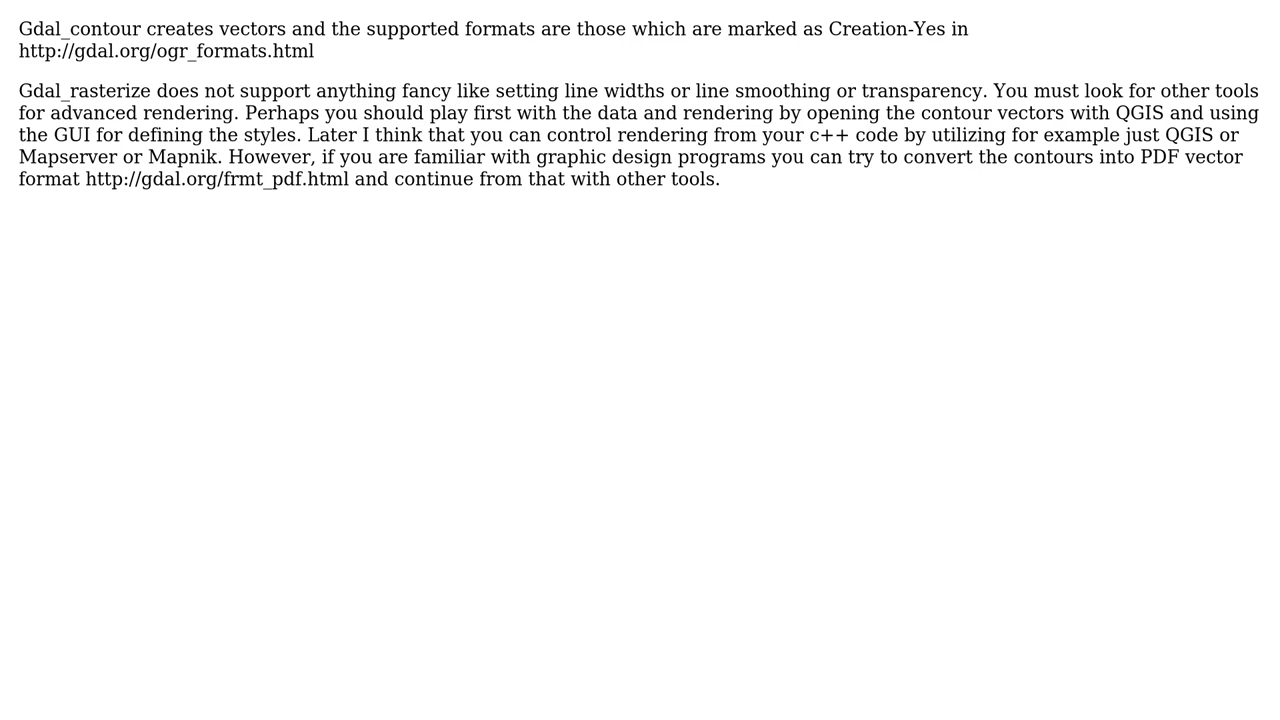 Gdal_contour creates vectors and the supported formats are those which are marked as Creation-Yes in
http://gdal.org/ogr_formats.html
Gdal_rasterize does not support anything fancy like setting line widths or line smoothing or transparency. You must look for other tools
for advanced rendering. Perhaps you should play first with the data and rendering by opening the contour vectors with QGIS and using
the GUI for defining the styles. Later I think that you can control rendering from your c++ code by utilizing for example just QGIS or
Mapserver or Mapnik. However, if you are familiar with graphic design programs you can try to convert the contours into PDF vector
format http://gdal.org/frmt_pdf.html and continue from that with other tools.